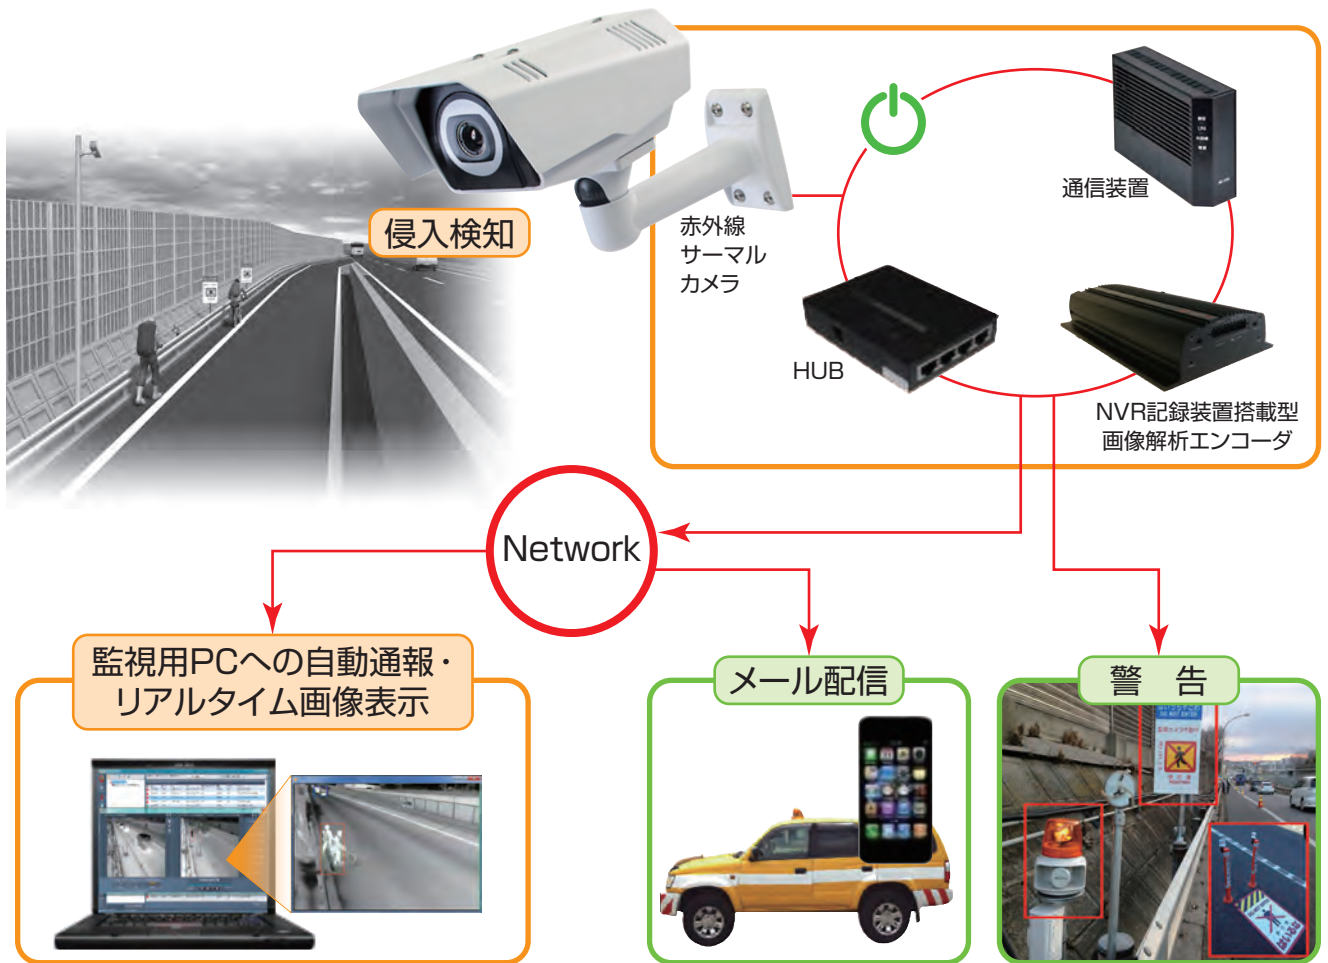 侵入検知
赤外線
サーマル
カメラ
通信装置
HUB
NVR記録装置搭載型
画像解析エンコーダ
Network
監視用PCへの自動通報・
リアルタイム画像表示
メール配信
警 告